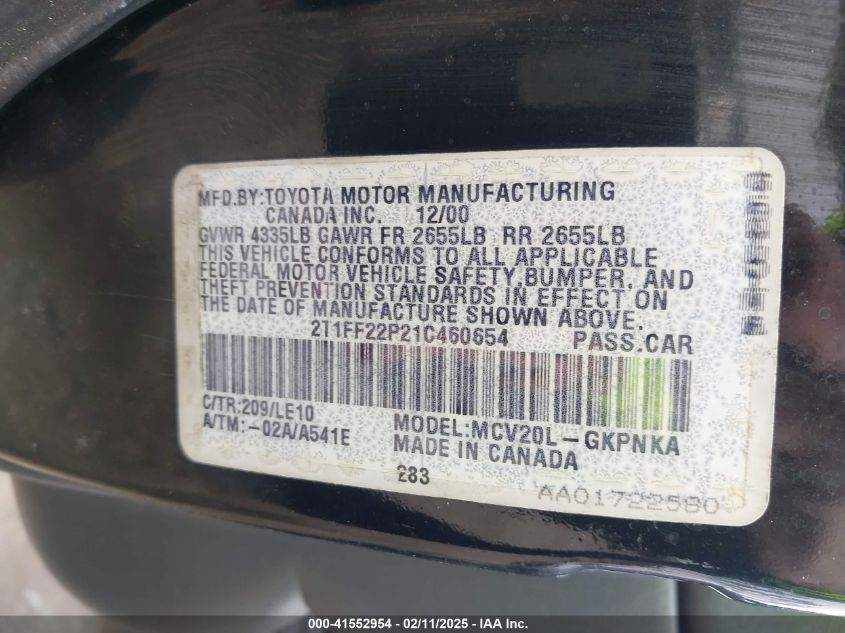 MFD.BY:TOYOTA MOTOR MANUFACTURING
CANADA INC. 12/00
GVWR 4335LB GAWR FR 2655LB RR 2655LB
THIS VEHICLE CONFORMS TO ALL APPLICABLE
FEDERAL MOTOR VEHICLE SAFETY,BUMPER, AND
THEFT PREVENTION STANDARDS IN EFFECT ON
THE DATE OF MANUFACTURE SHOWN ABOVE.
2T1FF22P21C460654 PASS.CAR
C/TR:209/LE10
A/TM:-02A/A541E
MODEL:MCV20L-GKPNKA
MADE IN CANADA
283
AA01722580
000-41552954 - 02/11/2025 - IAA Inc.